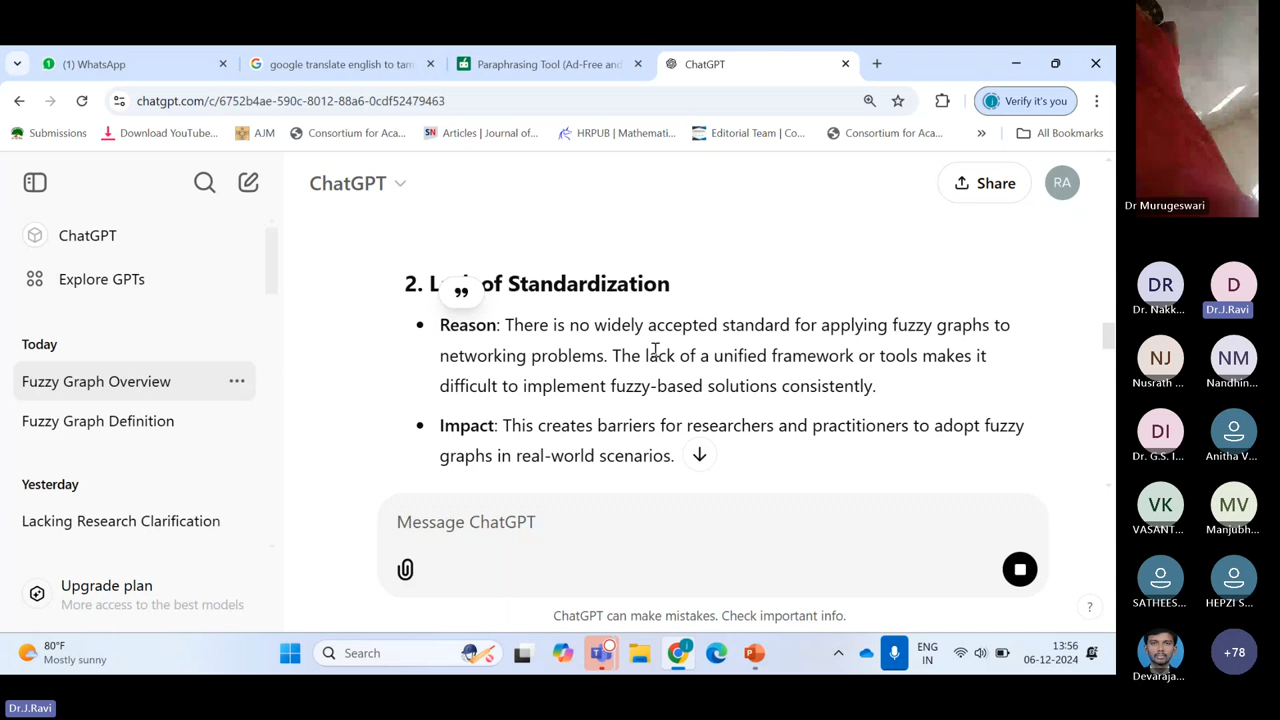 (1) WhatsApp
google translate english to tam
Paraphrasing Tool (Ad-Free and
ChatGPT
chatgpt.com/c/6752b4ae-590c-8012-88a6-0cdf52479463
Verify it's you
Submissions
Download YouTube...
AJM
Consortium for Aca...
Articles | Journal of...
HRPUB | Mathemati...
Editorial Team | Co...
Consortium for Aca...
All Bookmarks
ChatGPT
Share
RA
ChatGPT
Explore GPTs
Today
Fuzzy Graph Overview
Fuzzy Graph Definition
Yesterday
Lacking Research Clarification
Upgrade plan
More access to the best models
2. of Standardization
Reason: There is no widely accepted standard for applying fuzzy graphs to
networking problems. The lack of a unified framework or tools makes it
difficult to implement fuzzy-based solutions consistently.
Impact: This creates barriers for researchers and practitioners to adopt fuzzy
graphs in real-world scenarios.
Message ChatGPT
ChatGPT can make mistakes. Check important info.
?
80°F
Mostly sunny
Search
ENG
IN
13:56
06-12-2024
Dr Murugeswari
DR
Dr. Nakk...
D
Dr.J.Ravi
NJ
Nusrath ...
NM
Nandhin...
DI
Dr. G.S. I...
Anitha V...
VK
VASANT...
MV
Manjubh...
SATHEES...
HEPZI S...
Devaraja...
+78
Dr.J.Ravi